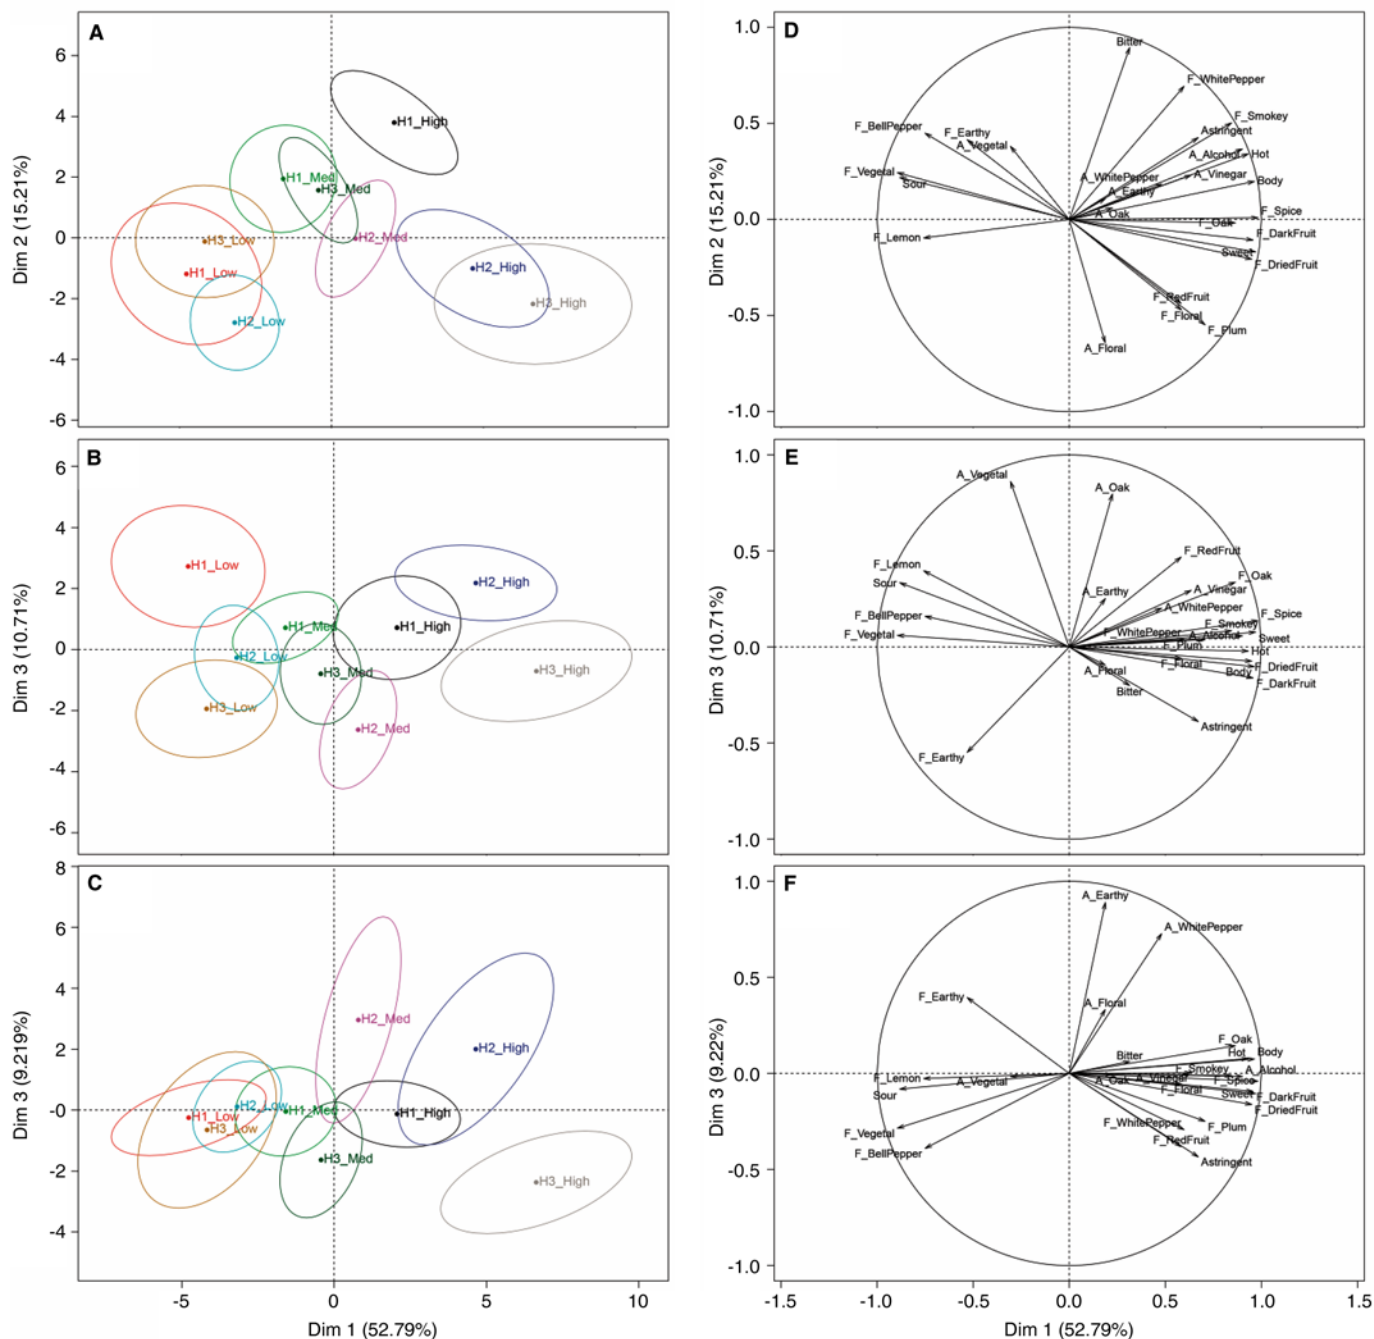 A
6
4
2
0
-2
-4
-6
Dim 2 (15.21%)
H1_High
H1_Med
H3_Med
H2_Med
H3_Low
H1_Low
H2_Low
H2_High
H3_High
D
1.0
0.5
0.0
-0.5
-1.0
Dim 2 (15.21%)
Bitter
F_WhitePepper
F_Smokey
F_BellPepper
F_Earthy
Astringent
A_Vegetal
A_Alcohol Hot
F_Vegetal
A_WhitePepper
A_Vinegar
Sour
Body
A_Earthy
A_Oak
F_Spice
F_Oak
F_Lemon
F_DarkFruit
Sweet
F_DriedFruit
F_RedFruit
F_Floral
F_Plum
A_Floral
B
6
4
2
0
-2
-4
-6
Dim 3 (10.71%)
H1_Low
H2_High
H1_Med
H1_High
H2_Low
H3_Med
H3_High
H3_Low
H2_Med
E
1.0
0.5
0.0
-0.5
-1.0
Dim 3 (10.71%)
A_Vegetal
A_Oak
F_RedFruit
F_Lemon
F_Oak
Sour
A_Vinegar
A_Earthy
A_WhitePepper
F_BellPepper
F_Spice
F_Smokey
F_Vegetal
F_WhitePepper
A_Alcohol
Sweet
F_Plum
Hot
F_Floral
A_Floral
F_DriedFruit
Body
F_DarkFruit
Bitter
Astringent
F_Earthy
C
8
6
4
2
-0
-2
-4
Dim 3 (9.219%)
H2_Med
H2_High
H2_Low
H1_Med
H1_Low
H1_High
H3_Low
H3_Med
H3_High
-5
0
5
10
Dim 1 (52.79%)
F
1.0
0.5
0.0
-0.5
-1.0
Dim 3 (9.22%)
A_Earthy
A_WhitePepper
F_Earthy
A_Floral
F_Oak
Bitter
Hot
Body
F_Smokey
A_Alcohol
F_Lemon
A_Vegetal
A_Oak
A_Vinegar
F_Spice
Sour
F_Floral
Sweet
F_DarkFruit
F_DriedFruit
F_Vegetal
F_WhitePepper
F_Plum
F_RedFruit
F_BellPepper
Astringent
-1.5
-1.0
-0.5
0.0
0.5
1.0
1.5
Dim 1 (52.79%)